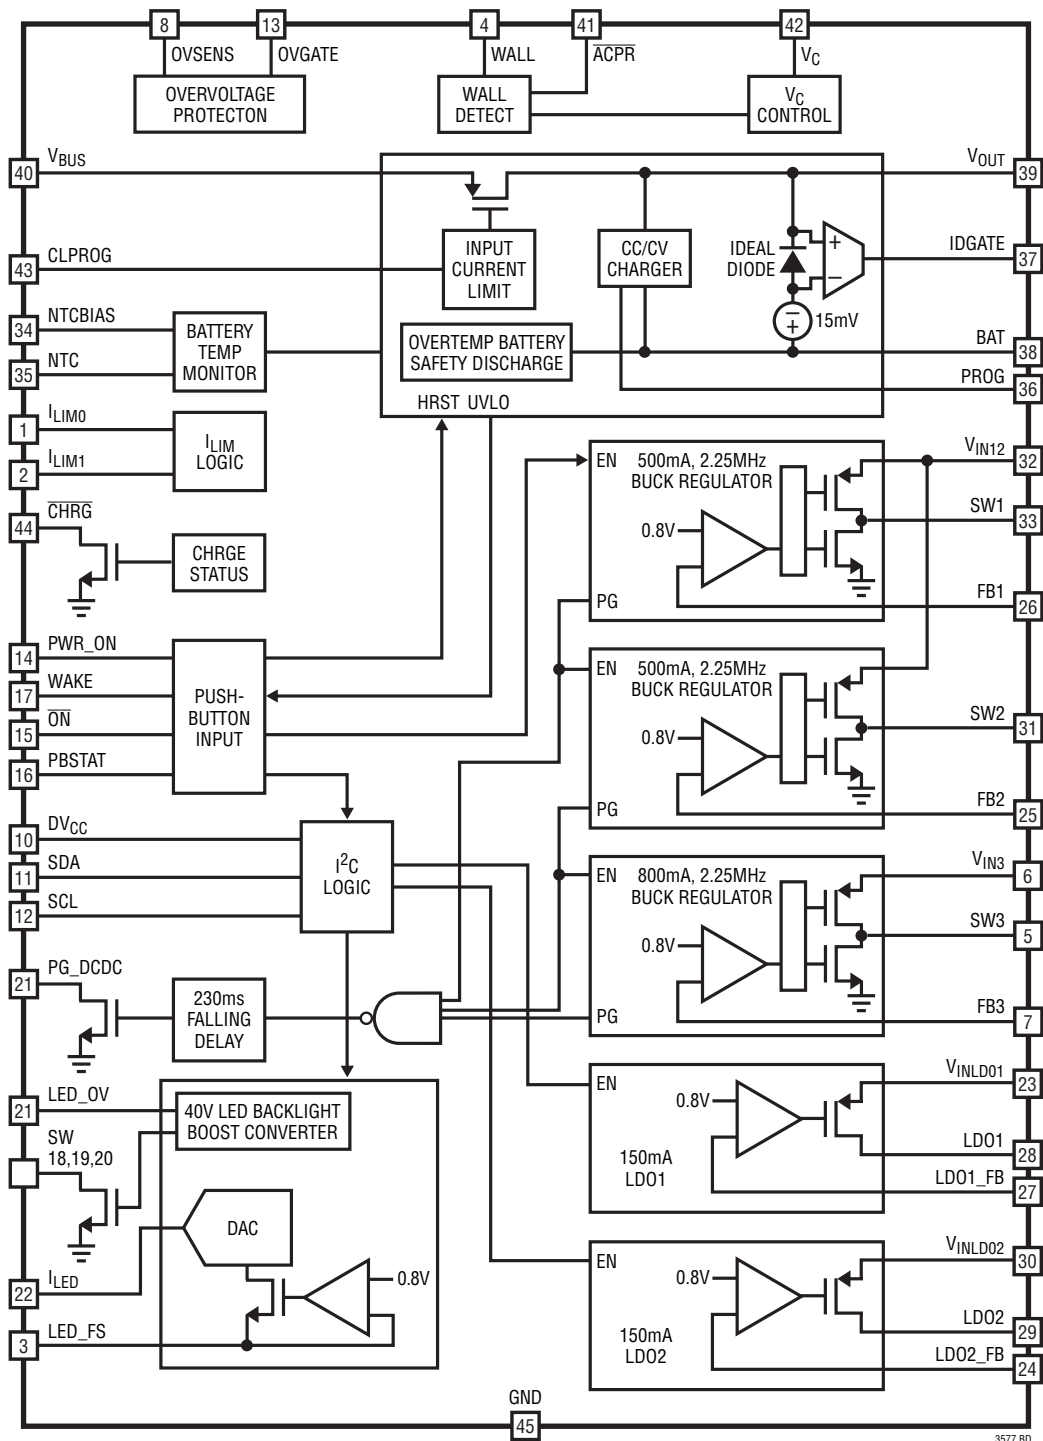 8
13
4
41
42
OVSENS
OVGATE
WALL
ACPR
VC
OVERVOLTAGE
PROTECTON
WALL
DETECT
VC
CONTROL
40
VBUS
VOUT
39
43
CLPROG
INPUT
CURRENT
LIMIT
CC/CV
CHARGER
IDEAL
DIODE
+
–
–
+
15mV
IDGATE
37
34
NTCBIAS
35
NTC
BATTERY
TEMP
MONITOR
OVERTEMP BATTERY
SAFETY DISCHARGE
BAT
38
PROG
36
HRST UVLO
1
ILIM0
2
ILIM1
ILIM
LOGIC
44
CHRG
CHRGE
STATUS
EN
500mA, 2.25MHz
BUCK REGULATOR
0.8V
PG
VIN12
32
SW1
33
FB1
26
14
PWR_ON
17
WAKE
15
ON
16
PBSTAT
PUSH-
BUTTON
INPUT
EN
500mA, 2.25MHz
BUCK REGULATOR
0.8V
PG
SW2
31
FB2
25
10
DVCC
11
SDA
12
SCL
I2C
LOGIC
EN
800mA, 2.25MHz
BUCK REGULATOR
0.8V
PG
VIN3
6
SW3
5
FB3
7
21
PG_DCDC
230ms
FALLING
DELAY
21
LED_OV
40V LED BACKLIGHT
BOOST CONVERTER
SW
18,19,20
DAC
22
ILED
0.8V
3
LED_FS
EN
0.8V
150mA
LDO1
VINLDO1
23
LDO1
28
LDO1_FB
27
EN
0.8V
150mA
LDO2
VINLDO2
30
LDO2
29
LDO2_FB
24
GND
45
3577 BD